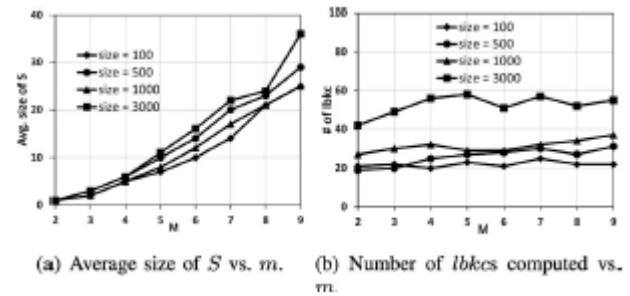 40
30
20
10
0
Avg. size of S
size = 100
size = 500
size = 1000
size = 3000
2 3 4 5 6 7 8 9
M
100
80
60
40
20
0
# of lbkc
size = 100
size = 500
size = 1000
size = 3000
2 3 4 5 6 7 8 9
M
(a) Average size of S vs. m.
(b) Number of lbkcs computed vs.
m.